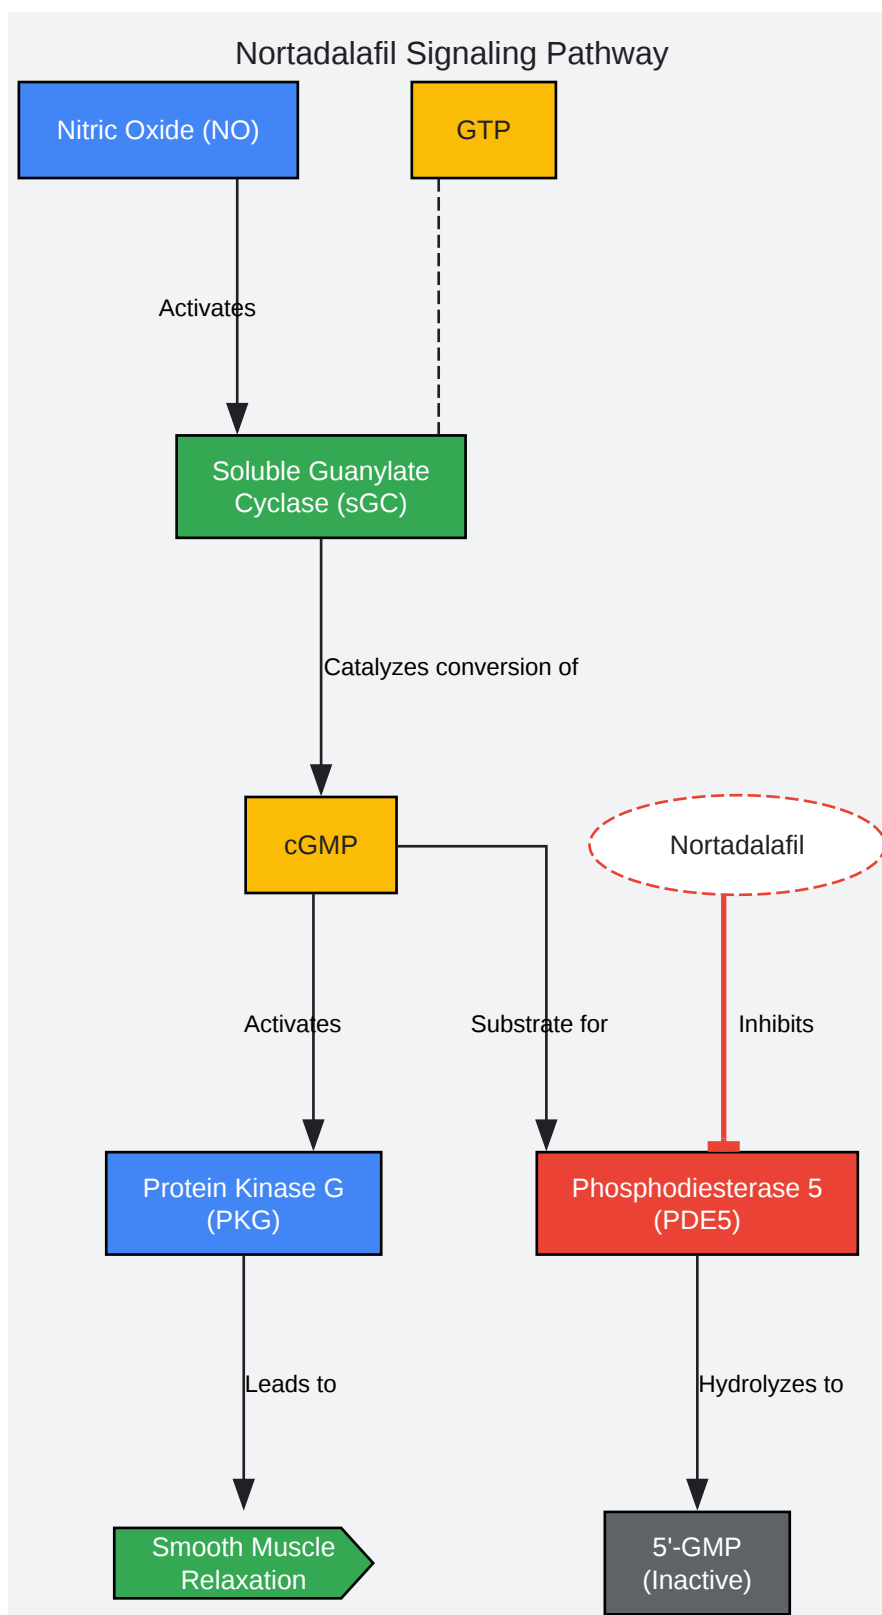 Nortadalafil Signaling Pathway
Nitric Oxide (NO)
GTP
Activates
Soluble Guanylate
Cyclase (sGC)
Catalyzes conversion of
cGMP
Nortadalafil
Activates
Substrate for
Inhibits
Protein Kinase G
(PKG)
Phosphodiesterase 5
(PDE5)
Leads to
Hydrolyzes to
Smooth Muscle
Relaxation
5'-GMP
(Inactive)